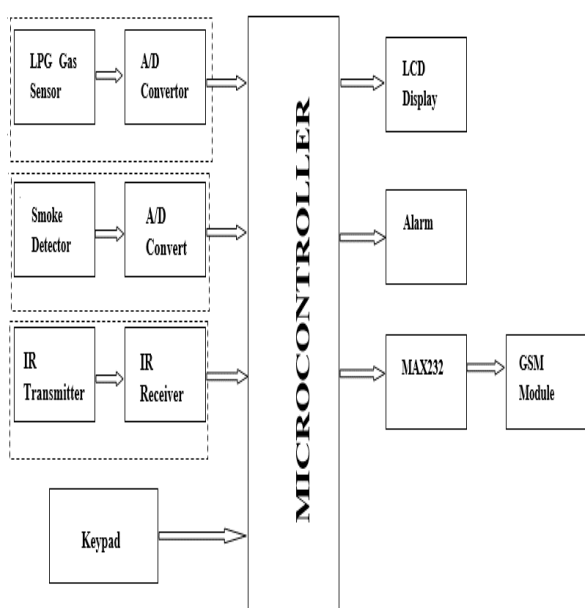 LPG Gas
Sensor
A/D
Convertor
LCD
Display
Smoke
Detector
A/D
Convert
Alarm
IR
Transmitter
IR
Receiver
MAX232
GSM
Module
Keypad
MICROCONTROLLER